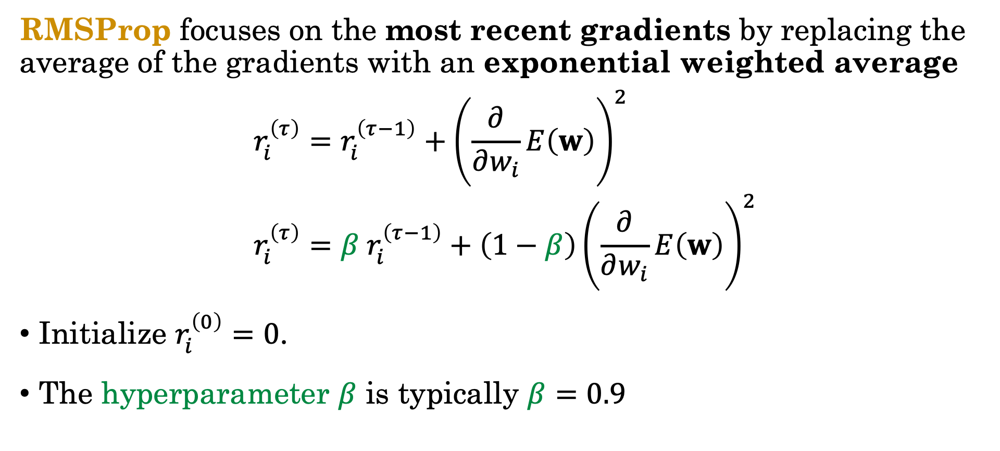 RMSProp focuses on the most recent gradients by replacing the
average of the gradients with an exponential weighted average
$r_i^{(\tau)} = r_i^{(\tau-1)} + \left(\frac{\partial}{\partial w_i} E(\mathbf{w})\right)^2$
$r_i^{(\tau)} = \beta \, r_i^{(\tau-1)} + (1 - \beta) \left(\frac{\partial}{\partial w_i} E(\mathbf{w})\right)^2$
• Initialize $r_i^{(0)} = 0.$
• The hyperparameter $\beta$ is typically $\beta = 0.9$